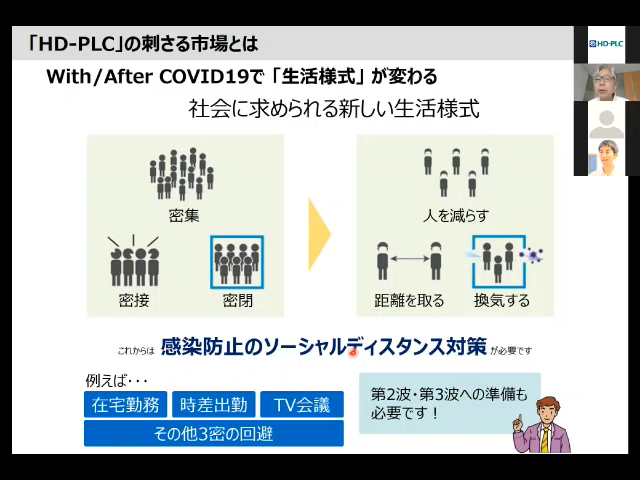 「HD-PLC」の刺さる市場とは
With/After COVID19で「生活様式」が変わる
社会に求められる新しい生活様式
密集
密接
密閉
人を減らす
距離を取る
換気する
これからは 感染防止のソーシャルディスタンス対策 が必要です
例えば・・・
在宅勤務
時差出勤
TV会議
その他3密の回避
第2波・第3波への準備も
必要です！
HD-PLC